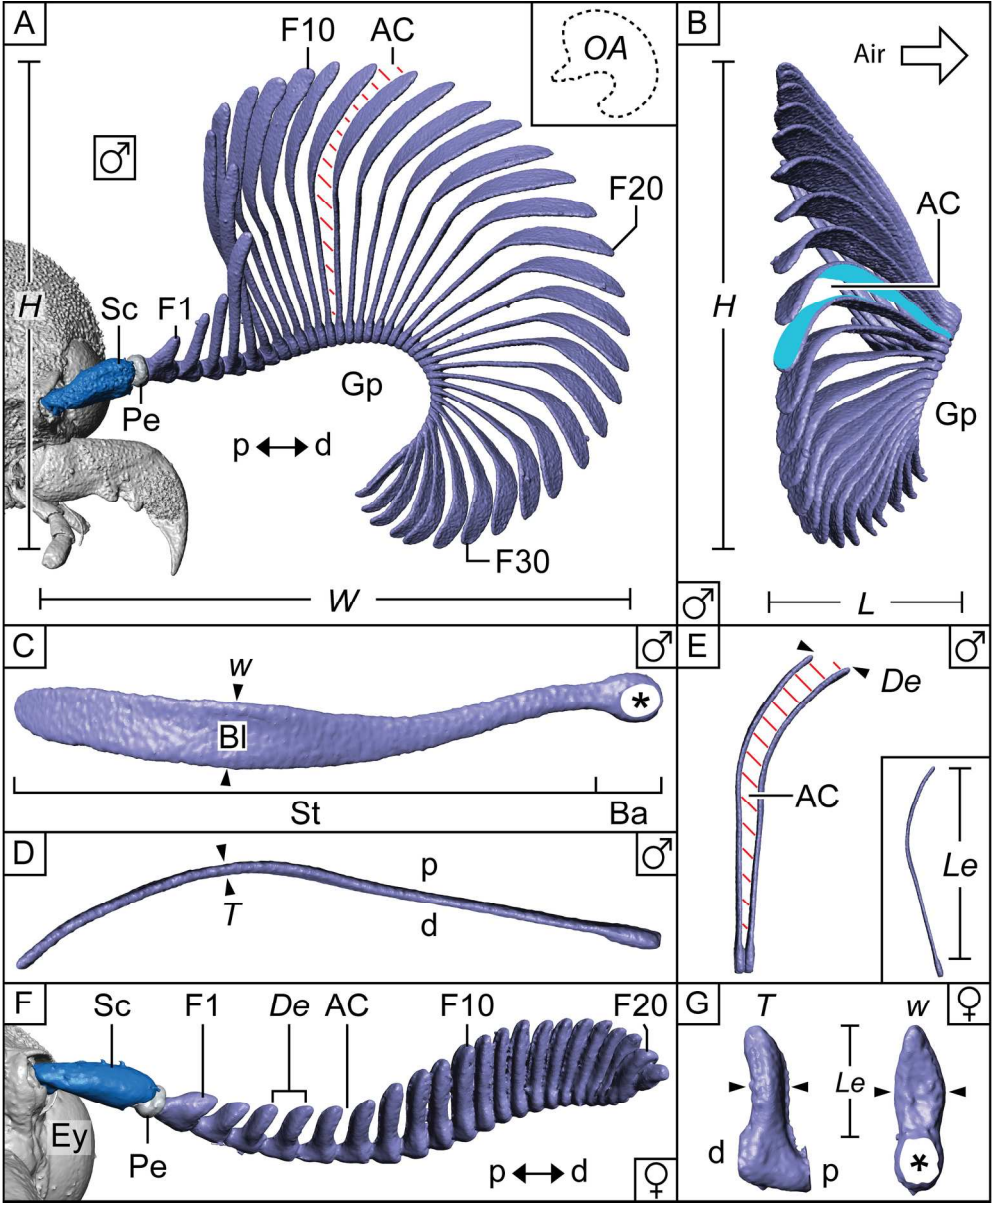 A
F10
AC
OA
♂
F20
H
Sc
F1
Pe
Gp
p
d
F30
W
B
Air
AC
H
Gp
♂
L
C
♂
w
Bl
*
St
Ba
D
♂
p
T
d
E
♂
De
AC
Le
F
Sc
F1
De
AC
F10
F20
Ey
Pe
p
d
♀
G
T
w
♀
Le
d
p
*